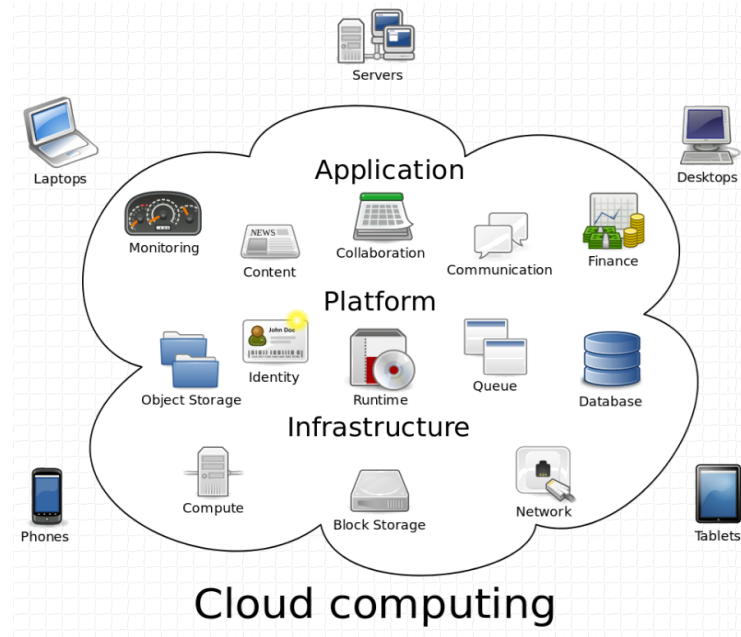 Servers
Laptops
Desktops
Application
Monitoring
NEWS
Content
Collaboration
Communication
Finance
Platform
Object Storage
John Doe
Identity
Runtime
Queue
Database
Infrastructure
Compute
Block Storage
Network
Phones
Tablets
Cloud computing